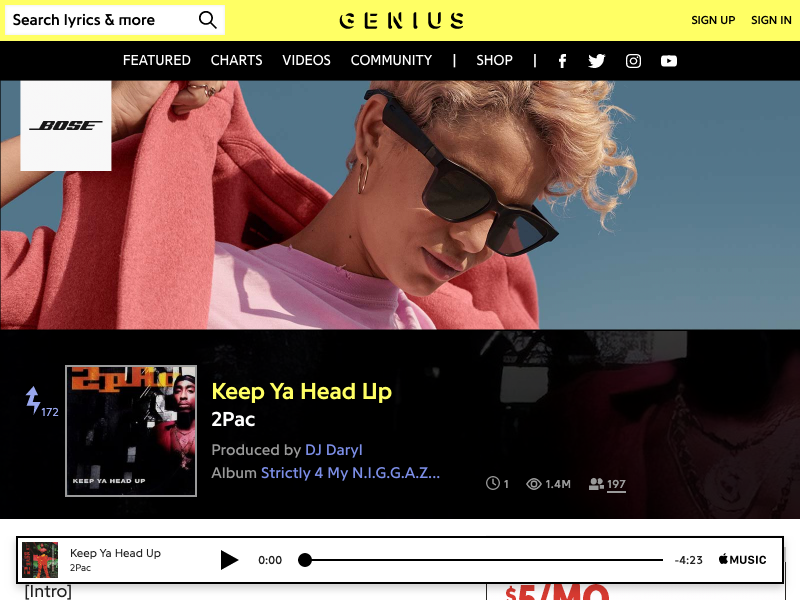 Search lyrics & more
GENIUS
SIGN UP
SIGN IN
FEATURED
CHARTS
VIDEOS
COMMUNITY
|
SHOP
|
BOSE
172
2PAC
KEEP YA HEAD UP
Keep Ya Head Up
2Pac
Produced by DJ Daryl
Album Strictly 4 My N.I.G.G.A.Z...
1
1.4M
197
Keep Ya Head Up
2Pac
0:00
-4:23
MUSIC
[Intro]
$5/MO